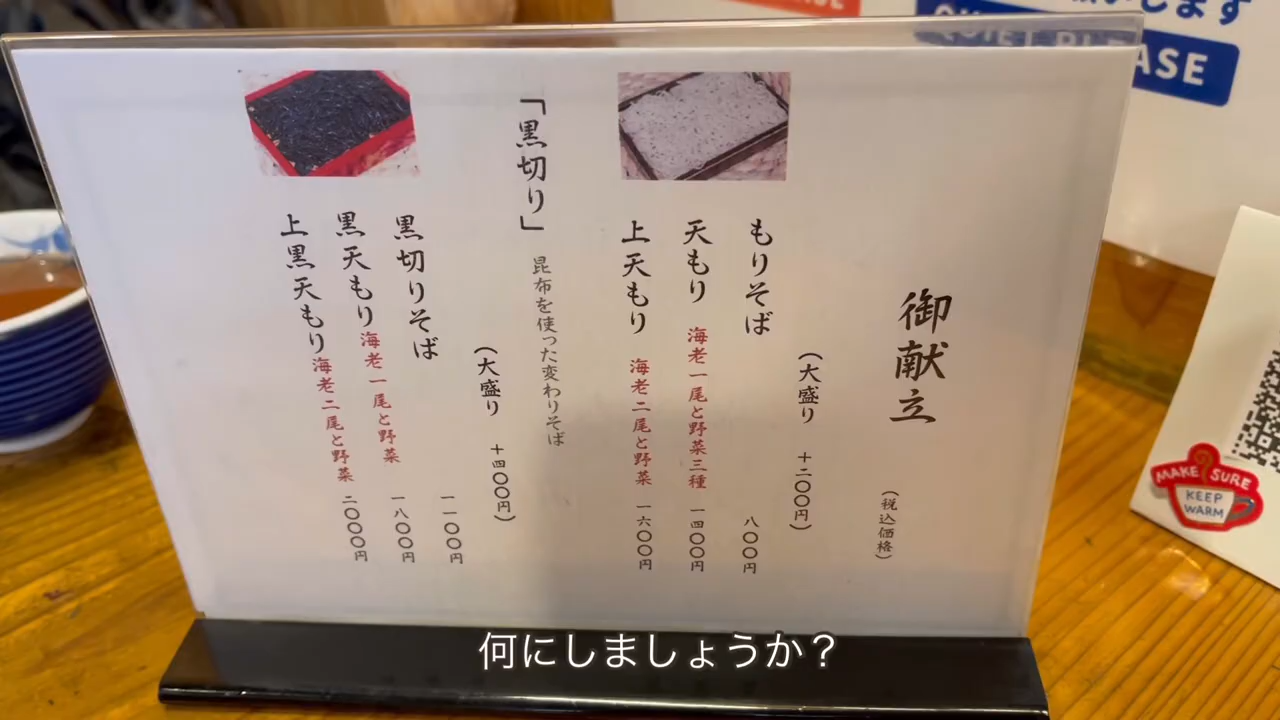 御献立
(税込価格)
もりそば 八〇〇円
(大盛り +二〇〇円)
天もり 海老一尾と野菜三種 一四〇〇円
上天もり 海老二尾と野菜 一六〇〇円
「黒切り」 昆布を使った変わりそば
黒切りそば 一一〇〇円
(大盛り +四〇〇円)
黒天もり 海老一尾と野菜 一八〇〇円
上黒天もり 海老二尾と野菜 二〇〇〇円
します
QUIET PLEASE
ASE
MAKE SURE
KEEP
WARM
何にしましょうか?